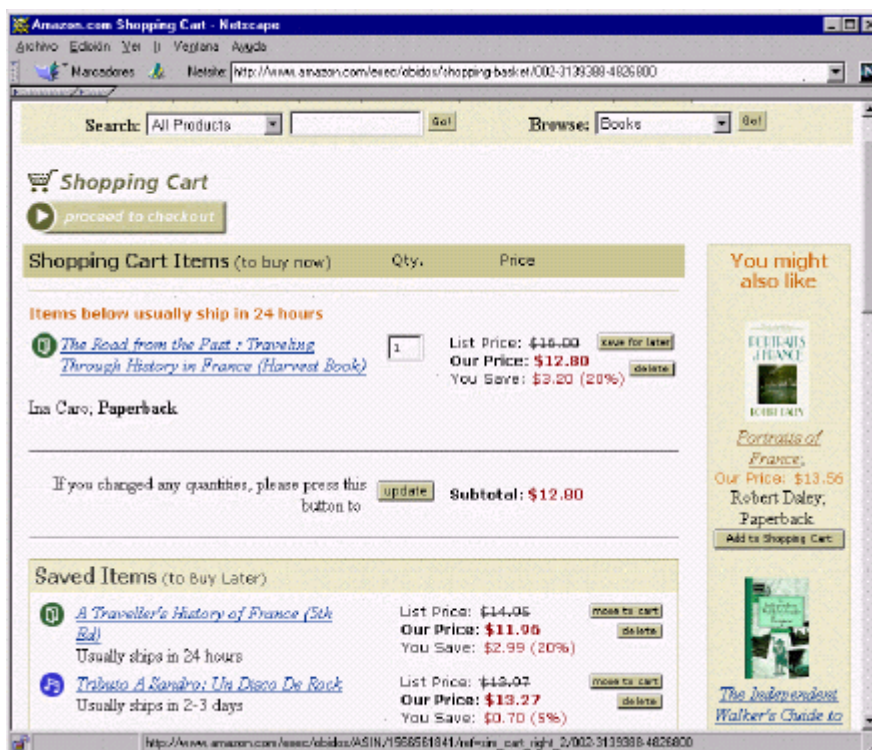 Amazon.com Shopping Cart - Netscape
Archivo Edición Ver Ir Ventana Ayuda
Marcadores Netsite: http://www.amazon.com/exec/obidos/shopping-basket/002-3139388-4826800
Search: All Products Go! Browse: Books Go!
Shopping Cart
proceed to checkout
Shopping Cart Items (to buy now) Qty. Price
Items below usually ship in 24 hours
The Road from the Past : Traveling
Through History in France (Harvest Book)
Ina Caro; Paperback
1
List Price: $16.00 save for later
Our Price: $12.80
You Save: $3.20 (20%) delete
If you changed any quantities, please press this
button to
update
Subtotal: $12.80
Saved Items (to Buy Later)
A Traveller's History of France (5th
Ed)
Usually ships in 24 hours
List Price: $14.95 move to cart
Our Price: $11.96 delete
You Save: $2.99 (20%)
Tributo A Sandro: Un Disco De Rock
Usually ships in 2-3 days
List Price: $13.97 move to cart
Our Price: $13.27 delete
You Save: $0.70 (5%)
You might
also like
PORTRAITS
of FRANCE
ROBERT DALEY
Portraits of
France;
Our Price: $13.56
Robert Daley;
Paperback
Add to Shopping Cart
The Independent
Walker's Guide to
http://www.amazon.com/exec/obidos/ASIN/1566561841/ref=sim_cart_right_2/002-3139388-4826800